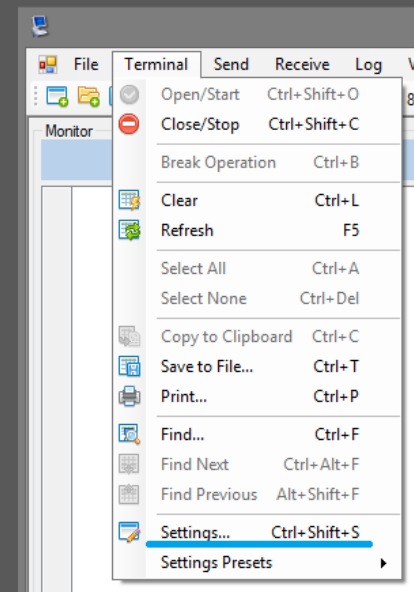 File Terminal Send Receive Log
8
Monitor
Open/Start Ctrl+Shift+O
Close/Stop Ctrl+Shift+C
Break Operation Ctrl+B
Clear Ctrl+L
Refresh F5
Select All Ctrl+A
Select None Ctrl+Del
Copy to Clipboard Ctrl+C
Save to File... Ctrl+T
Print... Ctrl+P
Find... Ctrl+F
Find Next Ctrl+Alt+F
Find Previous Alt+Shift+F
Settings... Ctrl+Shift+S
Settings Presets